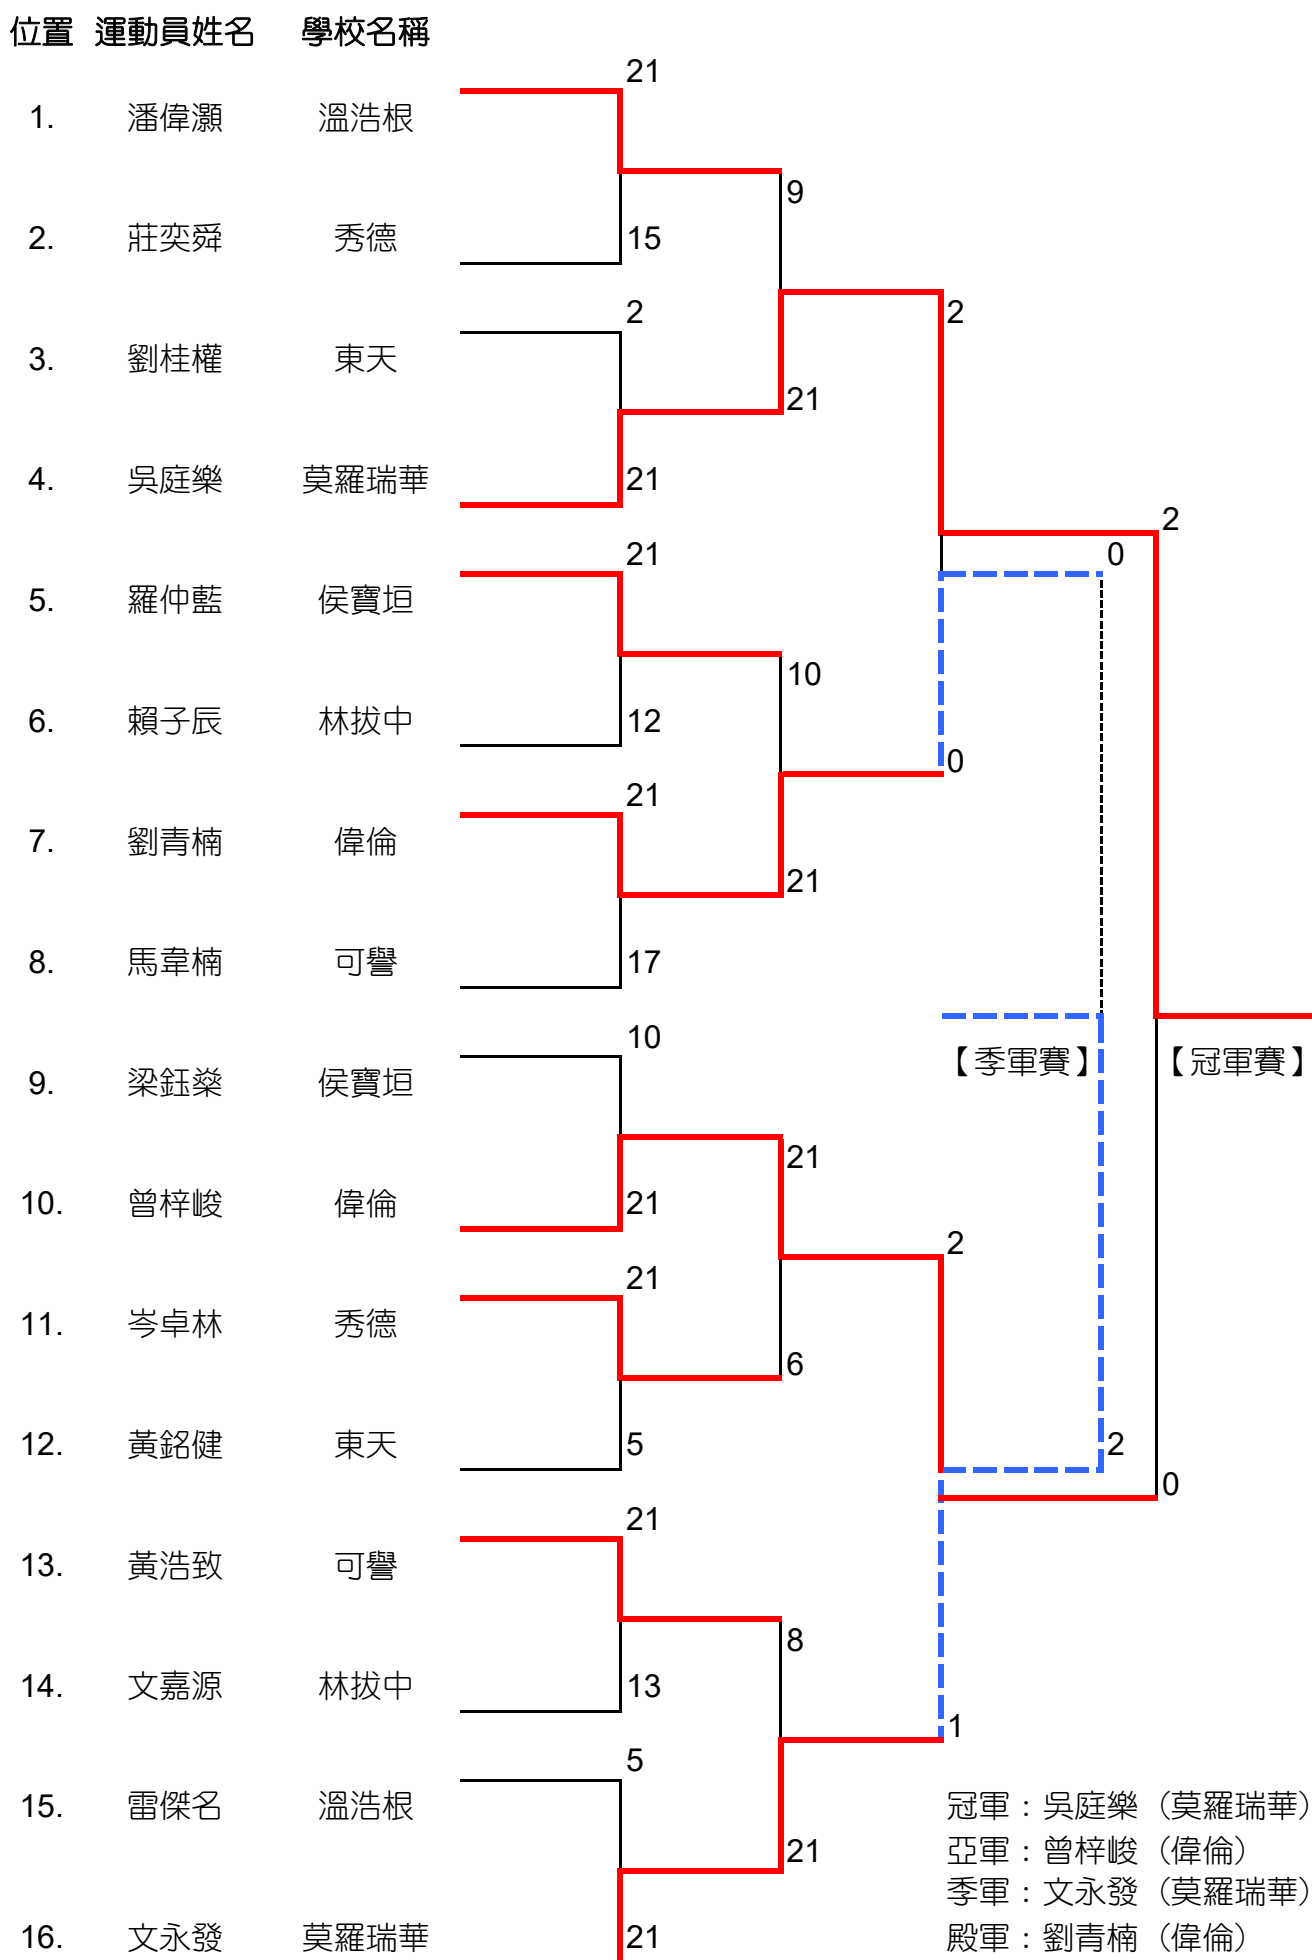 位置 運動員姓名 學校名稱
21
1. 潘偉灝 溫浩根
9
2. 莊奕舜 秀德 15
2
2
3. 劉桂權 東天
21
4. 吳庭樂 莫羅瑞華 21
2
21
0
5. 羅仲藍 侯寶垣
10
6. 賴子辰 林拔中 12
0
21
7. 劉青楠 偉倫
21
8. 馬韋楠 可譽 17
10
【季軍賽】 【冠軍賽】
9. 梁鈺燊 侯寶垣
21
10. 曾梓峻 偉倫 21
2
21
11. 岑卓林 秀德
6
12. 黃銘健 東天 5 2
0
21
13. 黃浩致 可譽
8
14. 文嘉源 林拔中 13
1
5
15. 雷傑名 溫浩根 冠軍：吳庭樂（莫羅瑞華）
21 亞軍：曾梓峻（偉倫）
季軍：文永發（莫羅瑞華）
16. 文永發 莫羅瑞華 21 殿軍：劉青楠（偉倫）